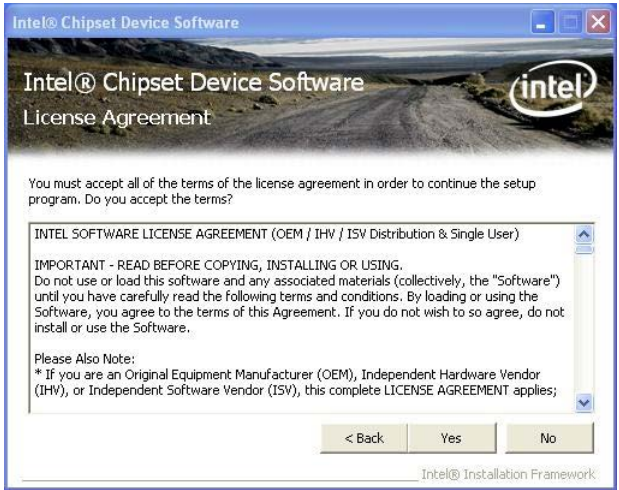 Intel® Chipset Device Software
Intel® Chipset Device Software
intel
License Agreement
You must accept all of the terms of the license agreement in order to continue the setup
program. Do you accept the terms?
INTEL SOFTWARE LICENSE AGREEMENT (OEM / IHV / ISV Distribution & Single User)
IMPORTANT - READ BEFORE COPYING, INSTALLING OR USING.
Do not use or load this software and any associated materials (collectively, the "Software")
until you have carefully read the following terms and conditions. By loading or using the
Software, you agree to the terms of this Agreement. If you do not wish to so agree, do not
install or use the Software.
Please Also Note:
* If you are an Original Equipment Manufacturer (OEM), Independent Hardware Vendor
(IHV), or Independent Software Vendor (ISV), this complete LICENSE AGREEMENT applies;
< Back Yes No
Intel® Installation Framework